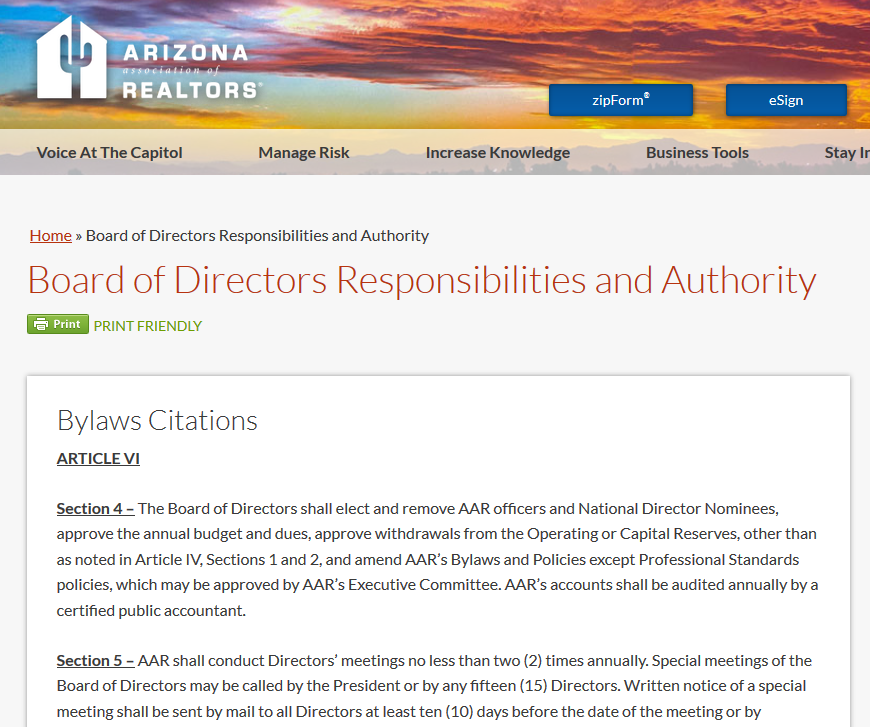 ARIZONA
association of
REALTORS®
zipForm®
eSign
Voice At The Capitol
Manage Risk
Increase Knowledge
Business Tools
Stay In
Home » Board of Directors Responsibilities and Authority
Board of Directors Responsibilities and Authority
Print PRINT FRIENDLY
Bylaws Citations
ARTICLE VI
Section 4 – The Board of Directors shall elect and remove AAR officers and National Director Nominees,
approve the annual budget and dues, approve withdrawals from the Operating or Capital Reserves, other than
as noted in Article IV, Sections 1 and 2, and amend AAR’s Bylaws and Policies except Professional Standards
policies, which may be approved by AAR’s Executive Committee. AAR’s accounts shall be audited annually by a
certified public accountant.
Section 5 – AAR shall conduct Directors’ meetings no less than two (2) times annually. Special meetings of the
Board of Directors may be called by the President or by any fifteen (15) Directors. Written notice of a special
meeting shall be sent by mail to all Directors at least ten (10) days before the date of the meeting or by